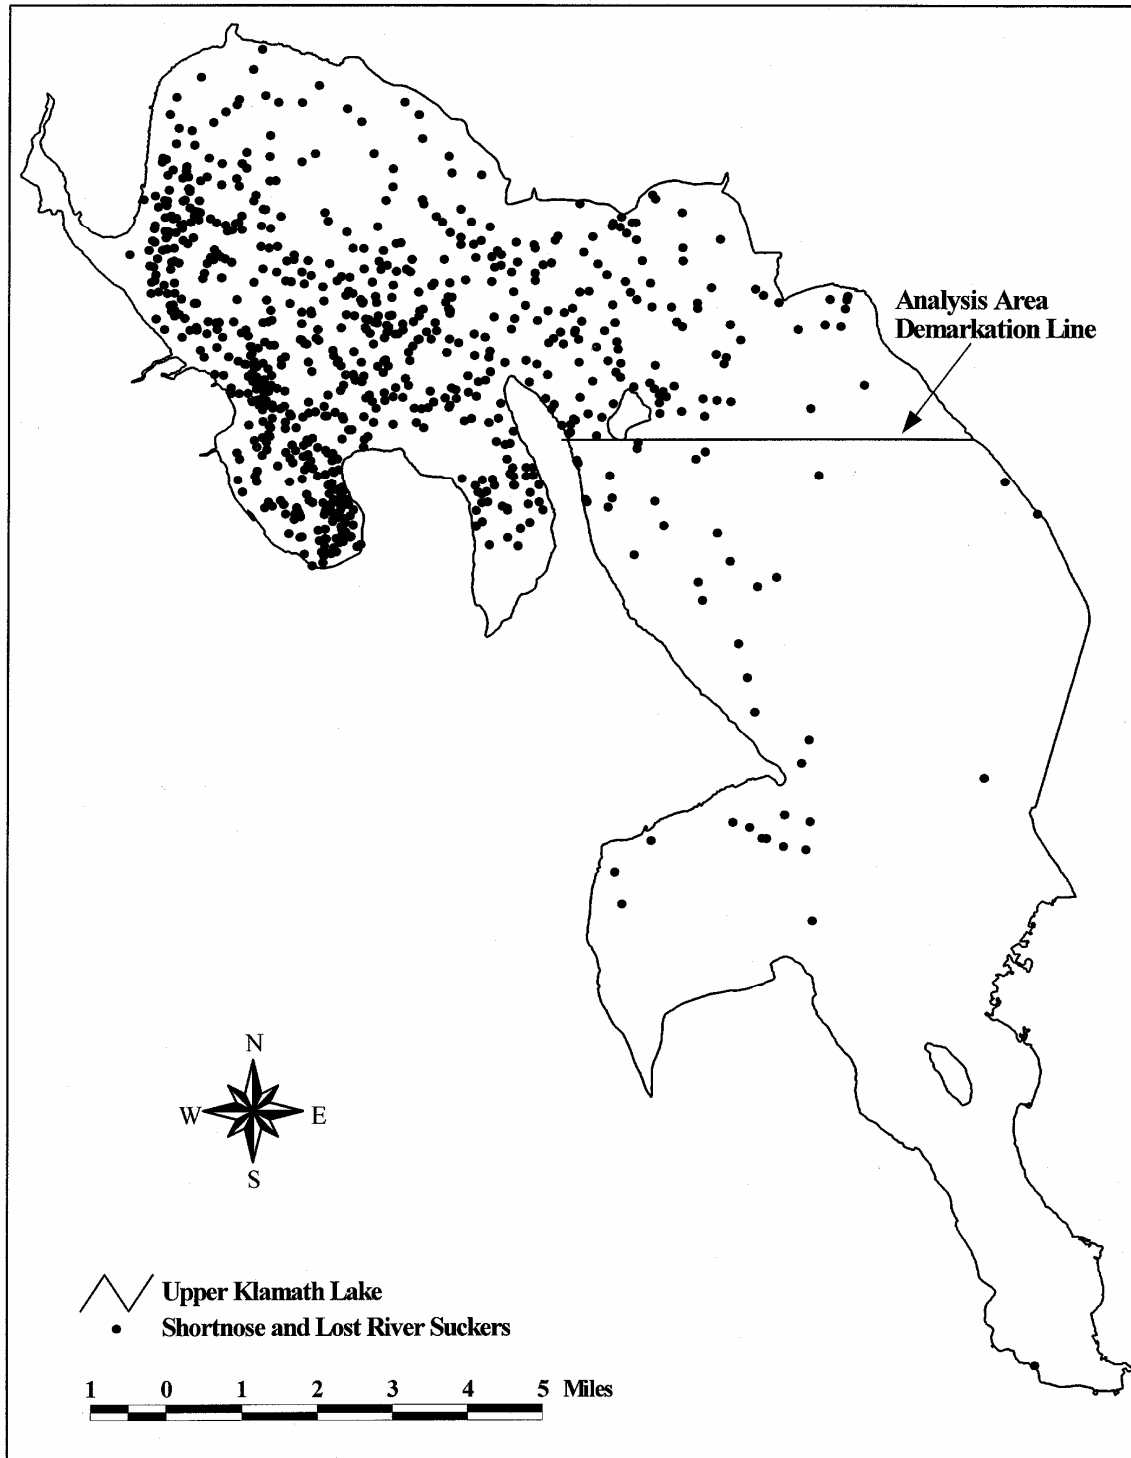 Analysis Area
Demarkation Line
N
W E
S
Upper Klamath Lake
Shortnose and Lost River Suckers
1 0 1 2 3 4 5 Miles